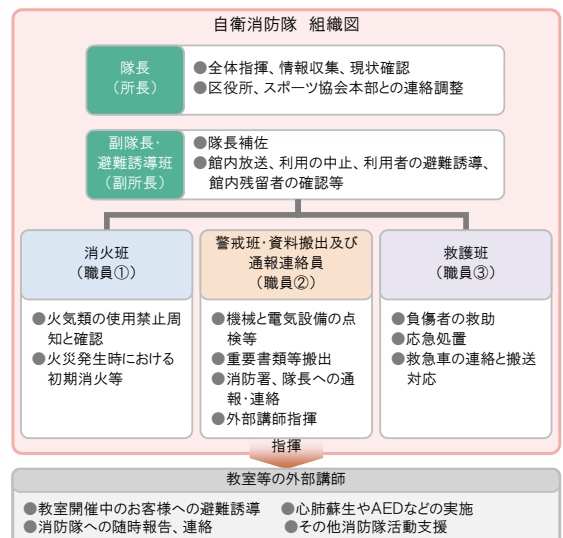 自衛消防隊 組織図
隊長
（所長）
●全体指揮、情報収集、現状確認
●区役所、スポーツ協会本部との連絡調整
副隊長・
避難誘導班
（副所長）
●隊長補佐
●館内放送、利用の中止、利用者の避難誘導、
館内残留者の確認等
消火班
（職員①）
●火気類の使用禁止周
知と確認
●火災発生時における
初期消火等
警戒班・資料搬出及び
通報連絡員
（職員②）
●機械と電気設備の点
検等
●重要書類等搬出
●消防署、隊長への通
報・連絡
●外部講師指揮
救護班
（職員③）
●負傷者の救助
●応急処置
●救急車の連絡と搬送
対応
指揮
教室等の外部講師
●教室開催中のお客様への避難誘導
●消防隊への随時報告、連絡
●心肺蘇生やAEDなどの実施
●その他消防隊活動支援